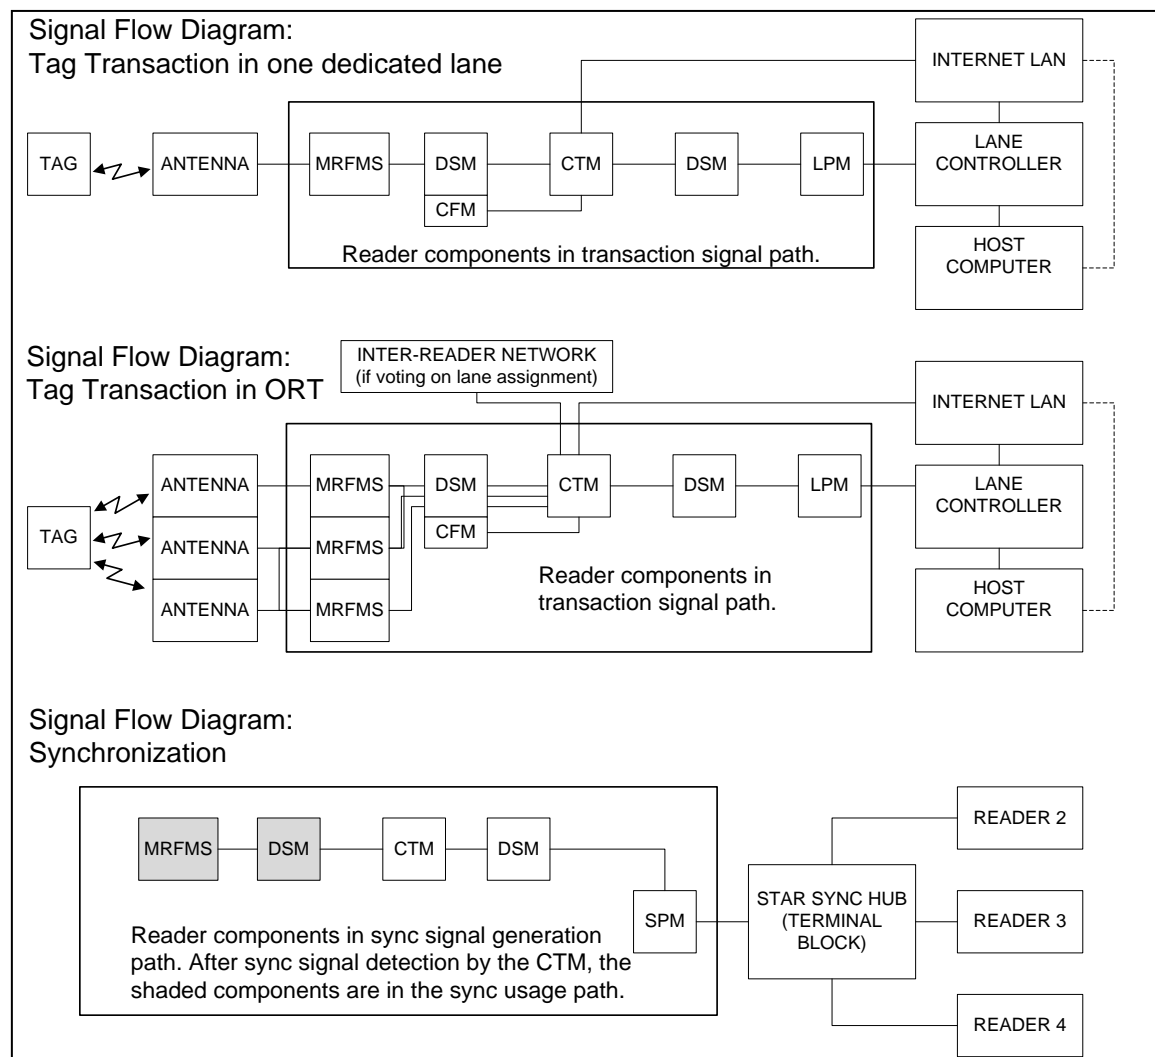 Signal Flow Diagram:
Tag Transaction in one dedicated lane
INTERNET LAN
TAG
ANTENNA
MRFMS
DSM
CTM
DSM
LPM
LANE
CONTROLLER
CFM
Reader components in transaction signal path.
HOST
COMPUTER
Signal Flow Diagram:
Tag Transaction in ORT
INTER-READER NETWORK
(if voting on lane assignment)
INTERNET LAN
ANTENNA
MRFMS
DSM
CTM
DSM
LPM
LANE
CONTROLLER
TAG
ANTENNA
MRFMS
CFM
ANTENNA
MRFMS
Reader components in
transaction signal path.
HOST
COMPUTER
Signal Flow Diagram:
Synchronization
MRFMS
DSM
CTM
DSM
SPM
Reader components in sync signal generation
path. After sync signal detection by the CTM, the
shaded components are in the sync usage path.
STAR SYNC HUB
(TERMINAL
BLOCK)
READER 2
READER 3
READER 4